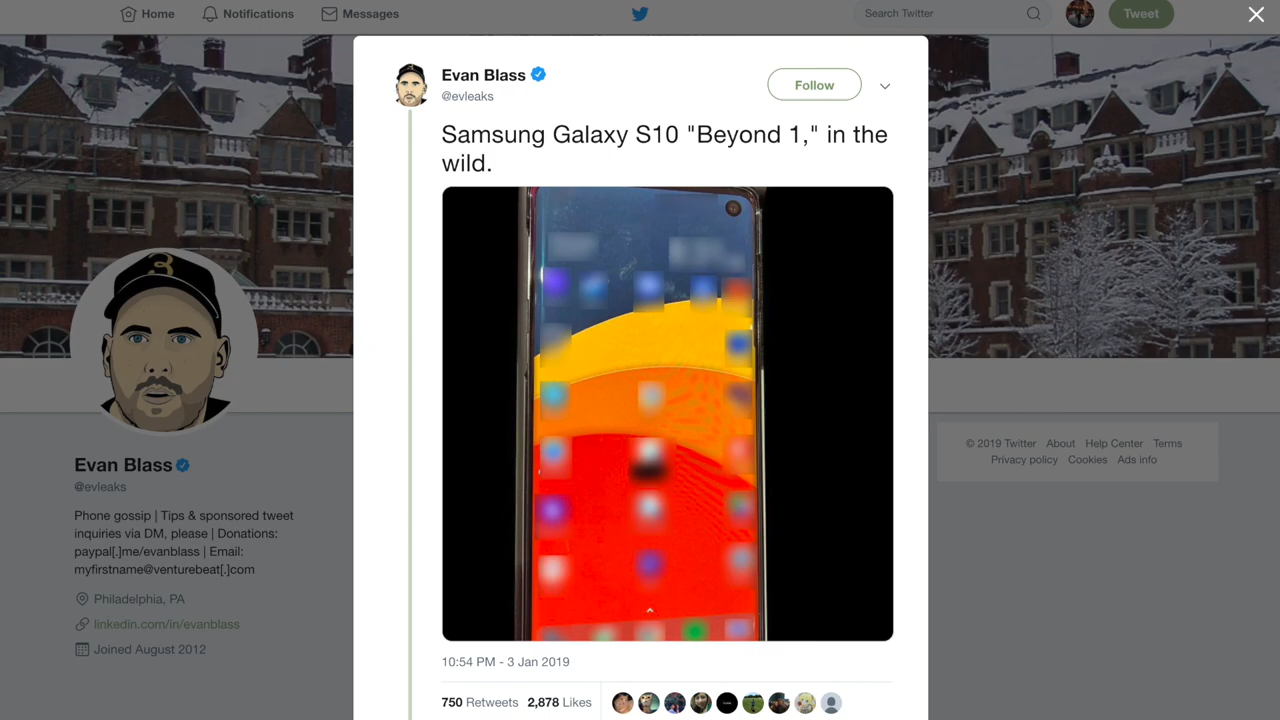 Home
Notifications
Messages
Search Twitter
Tweet
Evan Blass
@evleaks
Follow
Samsung Galaxy S10 "Beyond 1," in the
wild.
10:54 PM - 3 Jan 2019
750 Retweets 2,878 Likes
3
Evan Blass
@evleaks
Phone gossip | Tips & sponsored tweet
inquiries via DM, please | Donations:
paypal[.]me/evanblass | Email:
myfirstname@venturebeat[.]com
Philadelphia, PA
linkedin.com/in/evanblass
Joined August 2012
© 2019 Twitter About Help Center Terms
Privacy policy Cookies Ads info